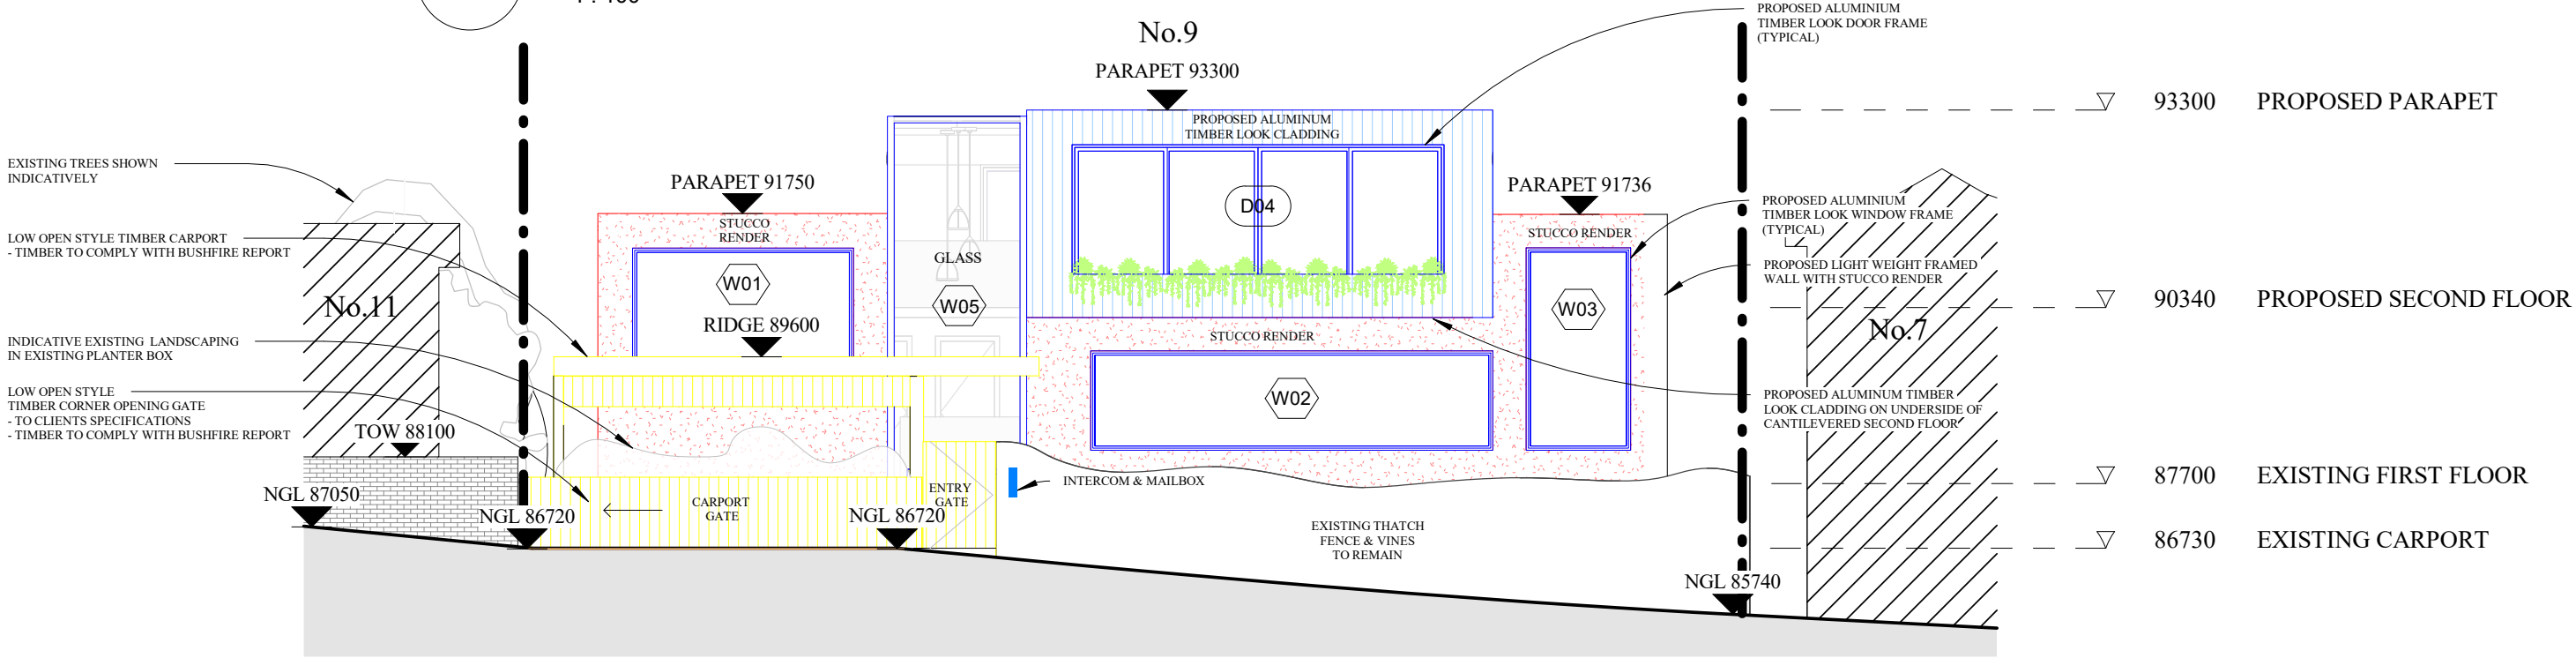 No.9
PARAPET 93300
PROPOSED ALUMINIUM
TIMBER LOOK DOOR FRAME
(TYPICAL)
93300 PROPOSED PARAPET
PROPOSED ALUMINUM
TIMBER LOOK CLADDING
EXISTING TREES SHOWN
INDICATIVELY
PARAPET 91750
PARAPET 91736
D04
PROPOSED ALUMINIUM
TIMBER LOOK WINDOW FRAME
(TYPICAL)
STUCCO
RENDER
STUCCO RENDER
LOW OPEN STYLE TIMBER CARPORT
- TIMBER TO COMPLY WITH BUSHFIRE REPORT
GLASS
PROPOSED LIGHT WEIGHT FRAMED
WALL WITH STUCCO RENDER
W01
W05
W03
No.11
90340 PROPOSED SECOND FLOOR
RIDGE 89600
No.7
STUCCO RENDER
INDICATIVE EXISTING LANDSCAPING
IN EXISTING PLANTER BOX
LOW OPEN STYLE
TIMBER CORNER OPENING GATE
- TO CLIENTS SPECIFICATIONS
- TIMBER TO COMPLY WITH BUSHFIRE REPORT
W02
PROPOSED ALUMINUM TIMBER
LOOK CLADDING ON UNDERSIDE OF
CANTILEVERED SECOND FLOOR
TOW 88100
87700 EXISTING FIRST FLOOR
INTERCOM & MAILBOX
NGL 87050
ENTRY
GATE
CARPORT
GATE
NGL 86720
NGL 86720
EXISTING THATCH
FENCE & VINES
TO REMAIN
86730 EXISTING CARPORT
NGL 85740